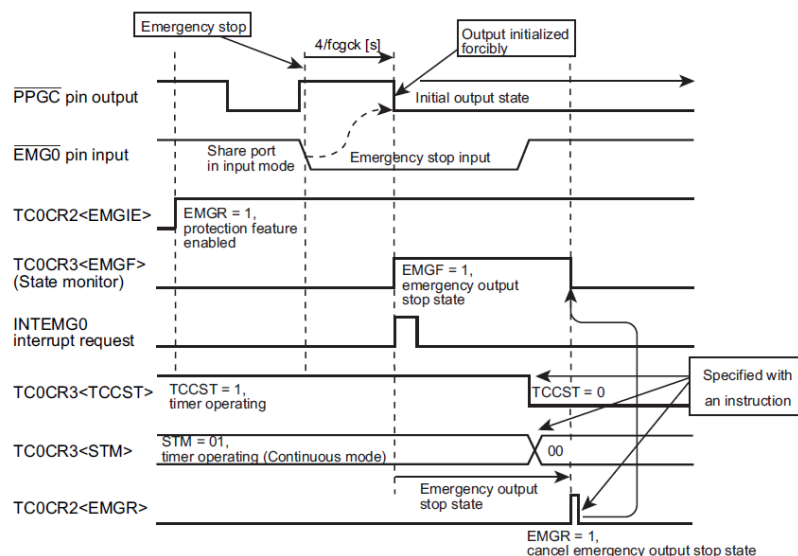 Emergency stop
4/fcgck [s]
Output initialized
forcibly
PPGC pin output
Initial output state
EMG0 pin input
Share port
in input mode
Emergency stop input
TC0CR2<EMGIE>
EMGR = 1,
protection feature
enabled
TC0CR3<EMGF>
(State monitor)
EMGF = 1,
emergency output
stop state
INTEMG0
interrupt request
TC0CR3<TCCST>
TCCST = 1,
timer operating
TCCST = 0
Specified with
an instruction
TC0CR3<STM>
STM = 01,
timer operating (Continuous mode)
00
Emergency output
stop state
TC0CR2<EMGR>
EMGR = 1,
cancel emergency output stop state